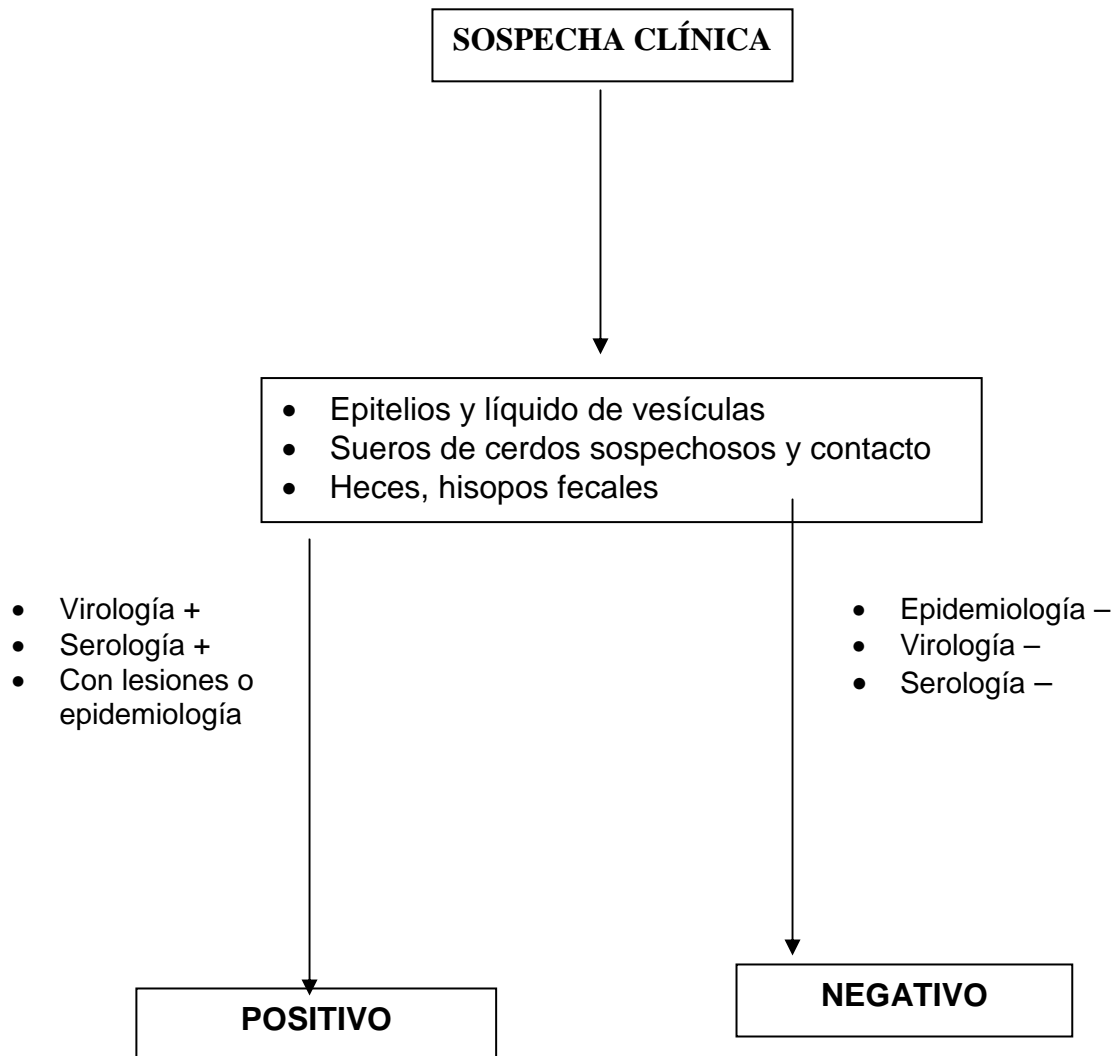 SOSPECHA CLÍNICA
• Epitelios y líquido de vesículas
• Sueros de cerdos sospechosos y contacto
• Heces, hisopos fecales
• Virología +
• Serología +
• Con lesiones o
epidemiología
• Epidemiología –
• Virología –
• Serología –
POSITIVO
NEGATIVO